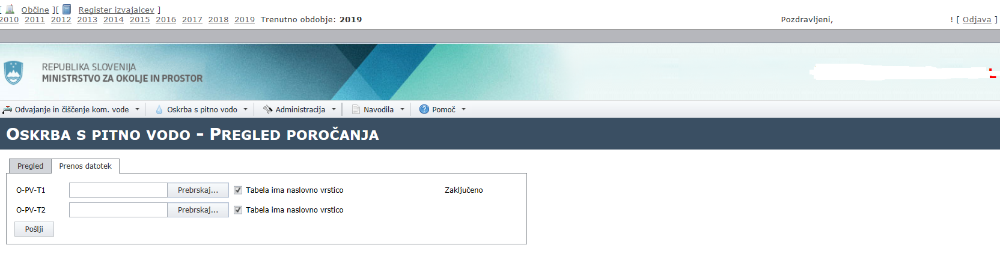 [ Občine ][ Register izvajalcev ]
2010 2011 2012 2013 2014 2015 2016 2017 2018 2019 Trenutno obdobje: 2019 Pozdravljeni, ! [ Odjava ]
REPUBLIKA SLOVENIJA
MINISTRSTVO ZA OKOLJE IN PROSTOR
Odvajanje in čiščenje kom. vode Oskrba s pitno vodo Administracija Navodila Pomoč
OSKRBA S PITNO VODO - PREGLED POROČANJA
Pregled Prenos datotek
O-PV-T1 Prebrskaj... Tabela ima naslovno vrstico Zaključeno
O-PV-T2 Prebrskaj... Tabela ima naslovno vrstico
Pošlji